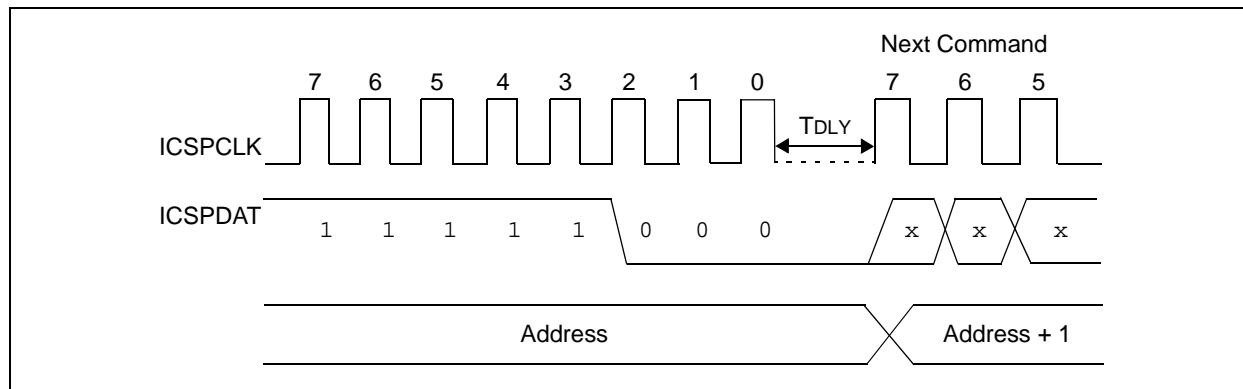 Next Command
7 6 5 4 3 2 1 0 7 6 5
TDLY
ICSPCLK
ICSPDAT
1 1 1 1 1 0 0 0 x x x
Address Address + 1